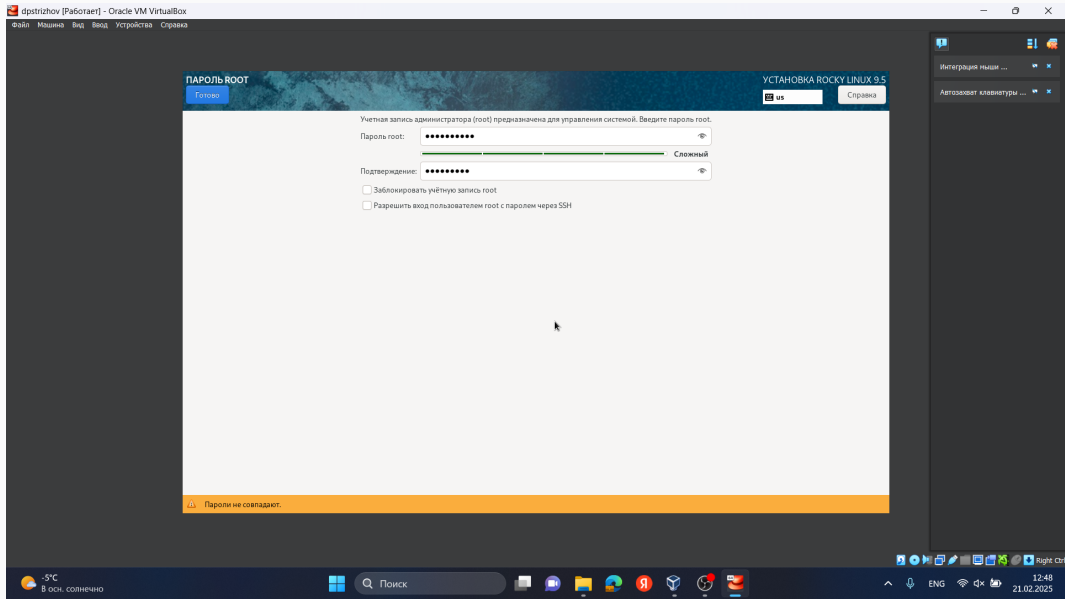 dpstrizhov [Работает] - Oracle VM VirtualBox
Файл Машина Вид Ввод Устройства Справка
Интеграция мыши ...
Автозахват клавиатуры ...
ПАРОЛЬ ROOT
УСТАНОВКА ROCKY LINUX 9.5
Готово
us
Справка
Учетная запись администратора (root) предназначена для управления системой. Введите пароль root.
Пароль root: ●●●●●●●●●●
Сложный
Подтверждение: ●●●●●●●●●
Заблокировать учётную запись root
Разрешить вход пользователем root с паролем через SSH
Пароли не совпадают.
Right Ctrl
-5°C
В осн. солнечно
Поиск
Я
ENG
12:48
21.02.2025